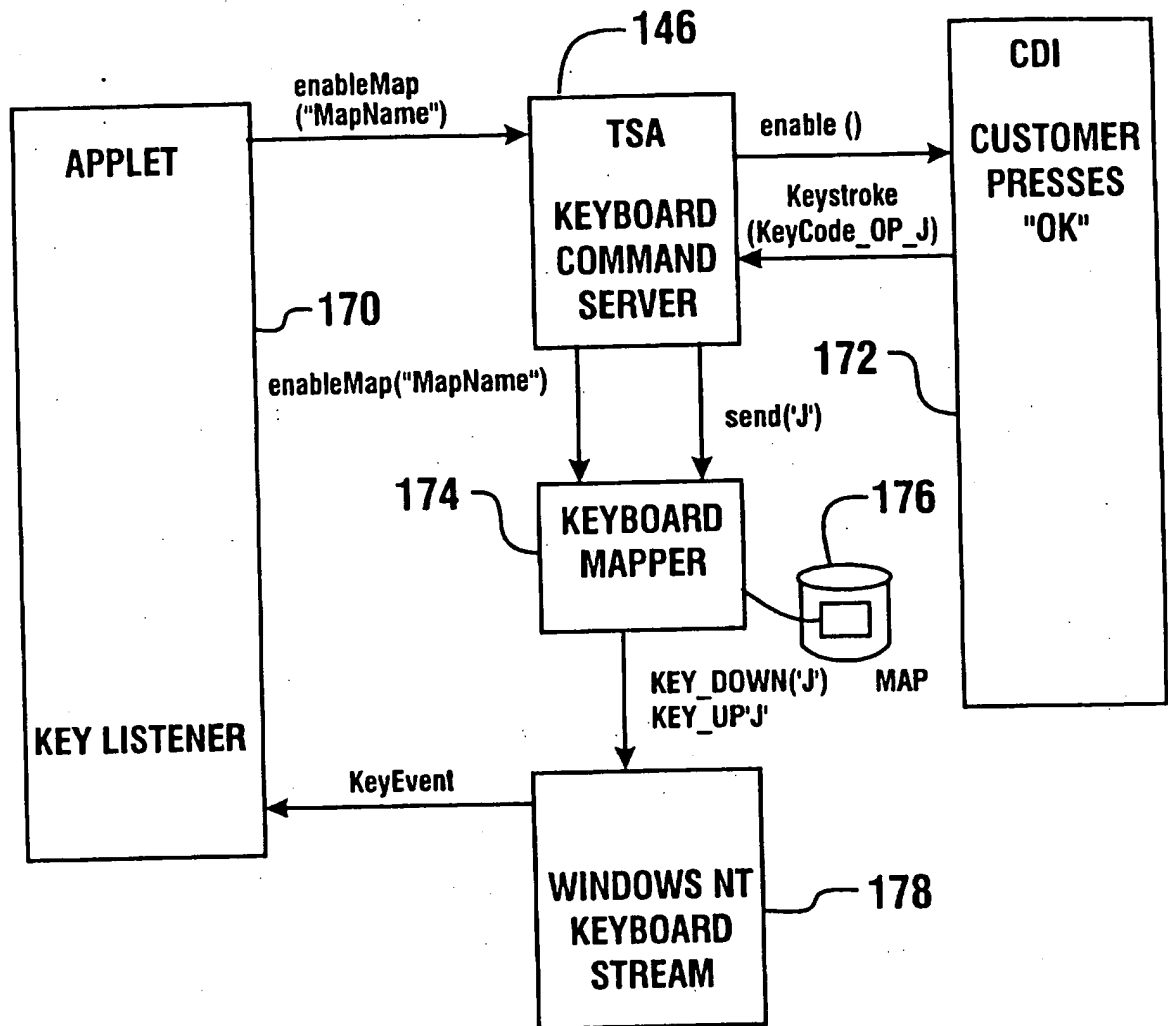 146
enableMap
("MapName")
APPLET
TSA
KEYBOARD
COMMAND
SERVER
enable ()
Keystroke
(KeyCode_OP_J)
CDI
CUSTOMER
PRESSES
"OK"
170
172
enableMap("MapName")
send('J')
174
KEYBOARD
MAPPER
176
KEY_DOWN('J')
KEY_UP'J'
MAP
KEY LISTENER
KeyEvent
WINDOWS NT
KEYBOARD
STREAM
178